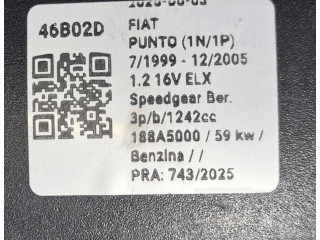 46B02D
FIAT
PUNTO (1N/1P)
7/1999 - 12/2005
1.2 16V ELX
Speedgear Ber.
3p/b/1242cc
188A5000 / 59 kw /
Benzina / /
PRA: 743/2025